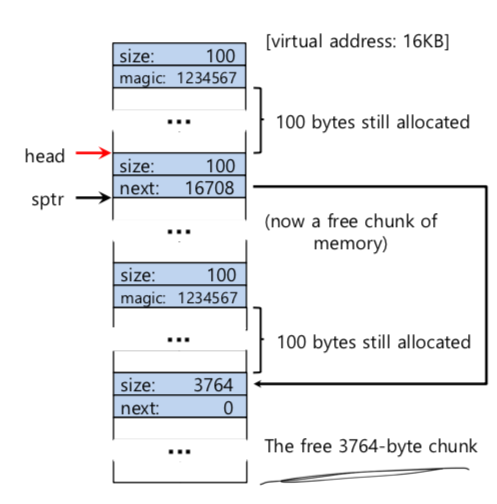 [virtual address: 16KB]
size: 100
magic: 1234567
...
100 bytes still allocated
head
size: 100
next: 16708
sptr
(now a free chunk of
memory)
...
size: 100
magic: 1234567
...
100 bytes still allocated
size: 3764
next: 0
...
The free 3764-byte chunk